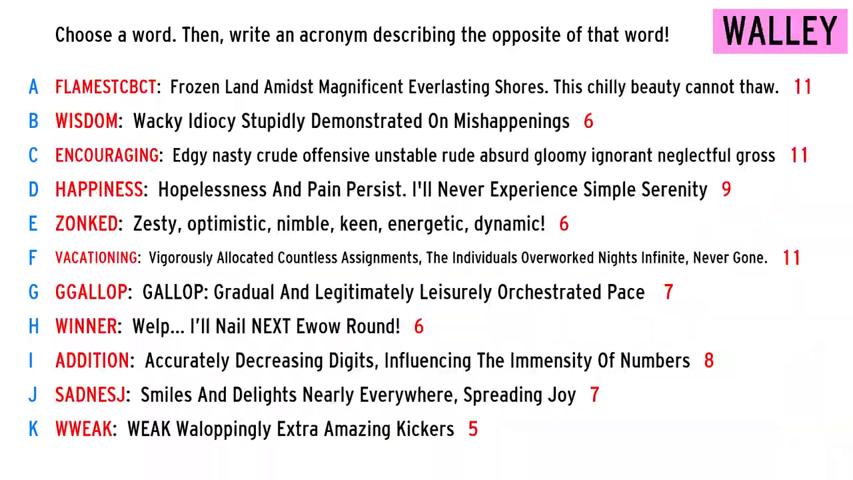 Choose a word. Then, write an acronym describing the opposite of that word!
WALLEY
A FLAMESTCBCT: Frozen Land Amidst Magnificent Everlasting Shores. This chilly beauty cannot thaw. 11
B WISDOM: Wacky Idiocy Stupidly Demonstrated On Mishappenings 6
C ENCOURAGING: Edgy nasty crude offensive unstable rude absurd gloomy ignorant neglectful gross 11
D HAPPINESS: Hopelessness And Pain Persist. I'll Never Experience Simple Serenity 9
E ZONKED: Zesty, optimistic, nimble, keen, energetic, dynamic! 6
F VACATIONING: Vigorously Allocated Countless Assignments, The Individuals Overworked Nights Infinite, Never Gone. 11
G GGALLOP: GALLOP: Gradual And Legitimately Leisurely Orchestrated Pace 7
H WINNER: Welp... I'll Nail NEXT Ewow Round! 6
I ADDITION: Accurately Decreasing Digits, Influencing The Immensity Of Numbers 8
J SADNESJ: Smiles And Delights Nearly Everywhere, Spreading Joy 7
K WWEAK: WEAK Waloppingly Extra Amazing Kickers 5